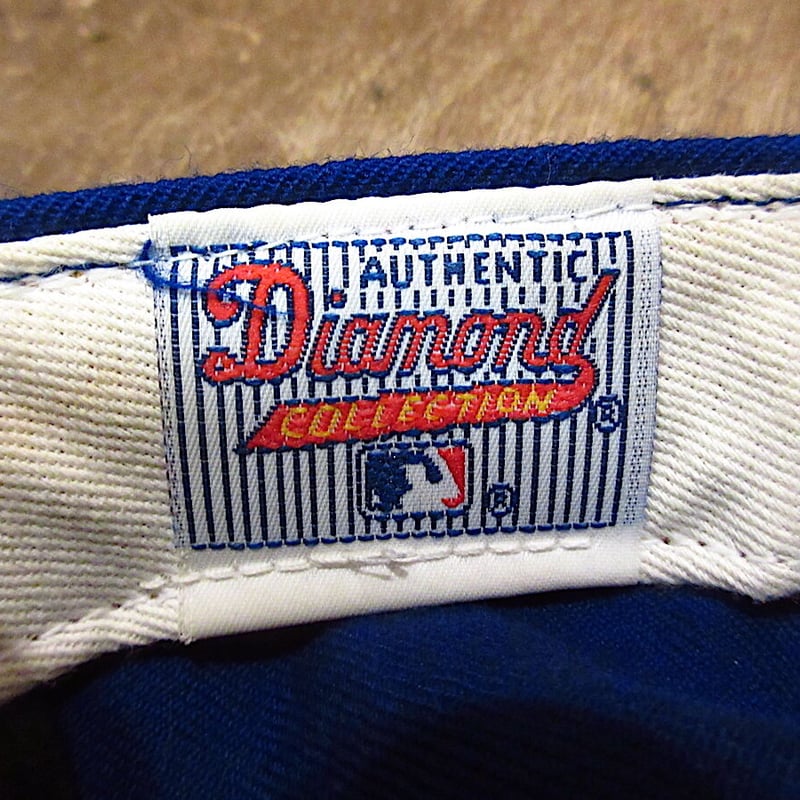 AUTHENTIC
Diamond
COLLECTION ®
®